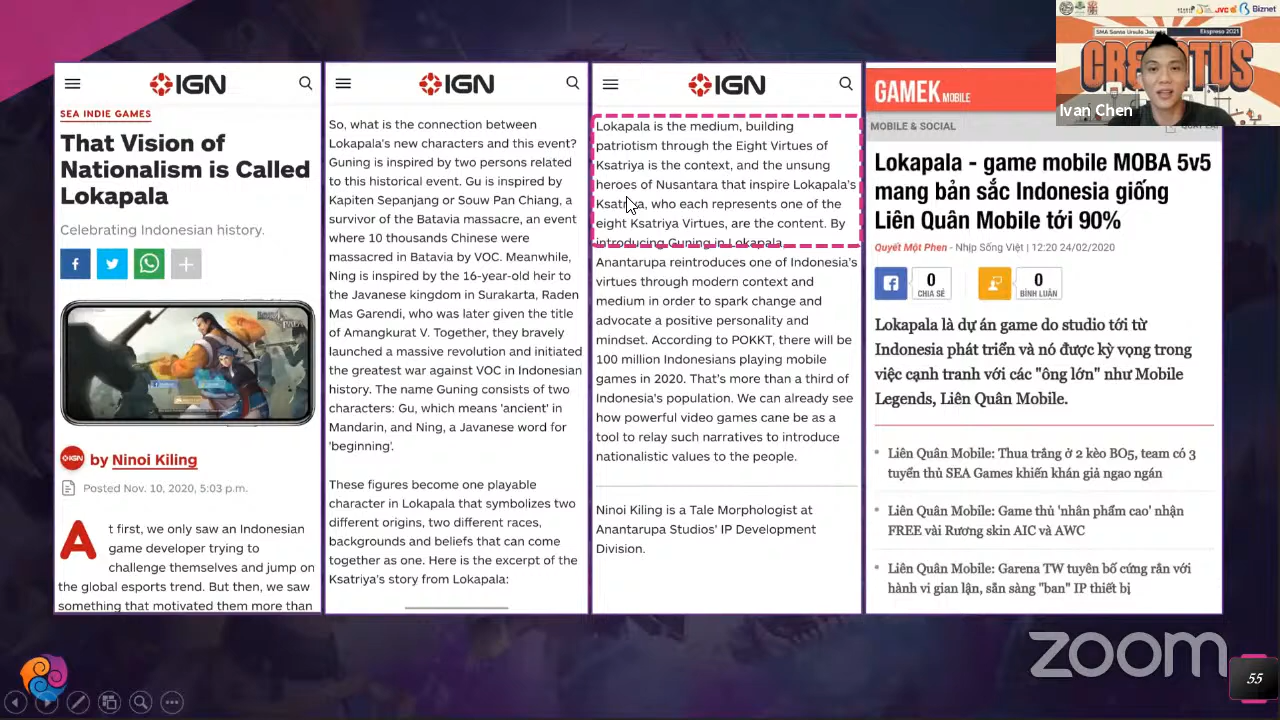 IGN
SEA INDIE GAMES
That Vision of
Nationalism is Called
Lokapala
Celebrating Indonesian history.
by Ninoi Kiling
Posted Nov. 10, 2020, 5:03 p.m.
At first, we only saw an Indonesian
game developer trying to
challenge themselves and jump on
the global esports trend. But then, we saw
something that motivated them more than
IGN
So, what is the connection between
Lokapala's new characters and this event?
Guning is inspired by two persons related
to this historical event. Gu is inspired by
Kapiten Sepanjang or Souw Pan Chiang, a
survivor of the Batavia massacre, an event
where 10 thousands Chinese were
massacred in Batavia by VOC. Meanwhile,
Ning is inspired by the 16-year-old heir to
the Javanese kingdom in Surakarta, Raden
Mas Garendi, who was later given the title
of Amangkurat V. Together, they bravely
launched a massive revolution and initiated
the greatest war against VOC in Indonesian
history. The name Guning consists of two
characters: Gu, which means 'ancient' in
Mandarin, and Ning, a Javanese word for
'beginning'.
These figures become one playable
character in Lokapala that symbolizes two
different origins, two different races,
backgrounds and beliefs that can come
together as one. Here is the excerpt of the
Ksatriya's story from Lokapala:
IGN
Lokapala is the medium, building
patriotism through the Eight Virtues of
Ksatriya is the context, and the unsung
heroes of Nusantara that inspire Lokapala's
Ksatriya, who each represents one of the
eight Ksatriya Virtues, are the content. By
introducing Guning in Lokapala
Anantarupa reintroduces one of Indonesia's
virtues through modern context and
medium in order to spark change and
advocate a positive personality and
mindset. According to POKKT, there will be
100 million Indonesians playing mobile
games in 2020. That's more than a third of
Indonesia's population. We can already see
how powerful video games cane be as a
tool to relay such narratives to introduce
nationalistic values to the people.
Ninoi Kiling is a Tale Morphologist at
Anantarupa Studios' IP Development
Division.
GAMEK MOBILE
MOBILE & SOCIAL
Lokapala - game mobile MOBA 5v5
mang bản sắc Indonesia giống
Liên Quân Mobile tới 90%
Quyết Một Phen - Nhịp Sống Việt | 12:20 24/02/2020
0
CHIA SẺ
0
BÌNH LUẬN
Lokapala là dự án game do studio tới từ
Indonesia phát triển và nó được kỳ vọng trong
việc cạnh tranh với các "ông lớn" như Mobile
Legends, Liên Quân Mobile.
Liên Quân Mobile: Thua trắng ở 2 kèo BO5, team có 3
tuyển thủ SEA Games khiến khán giả ngao ngán
Liên Quân Mobile: Game thủ 'nhân phẩm cao' nhận
FREE vài Rương skin AIC và AWC
Liên Quân Mobile: Garena TW tuyên bố cứng rắn với
hành vi gian lận, sẵn sàng "ban" IP thiết bị
JVC Biznet
SMA Santa Ursula Jakarta
Ekspreso 2021
Ivan Chen
zoom
55